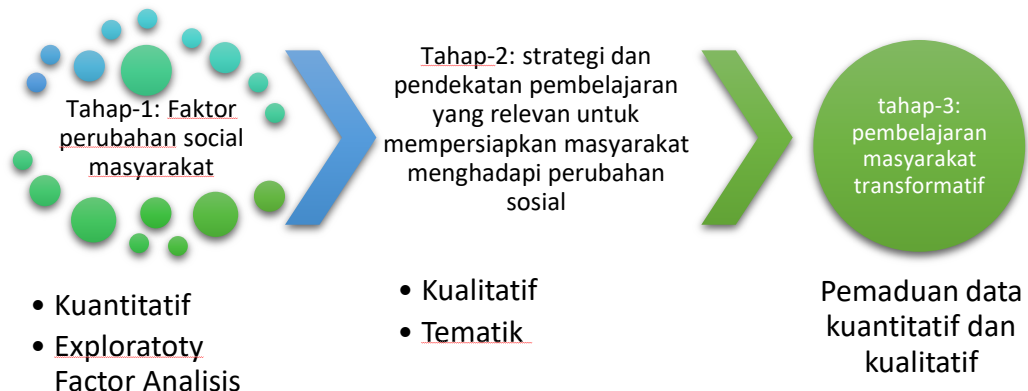 Tahap-1: Faktor
perubahan social
masyarakat
Tahap-2: strategi dan
pendekatan pembelajaran
yang relevan untuk
mempersiapkan masyarakat
menghadapi perubahan
sosial
tahap-3:
pembelajaran
masyarakat
transformatif
• Kuantitatif
• Exploratoty
Factor Analisis
• Kualitatif
• Tematik
Pemaduan data
kuantitatif dan
kualitatif